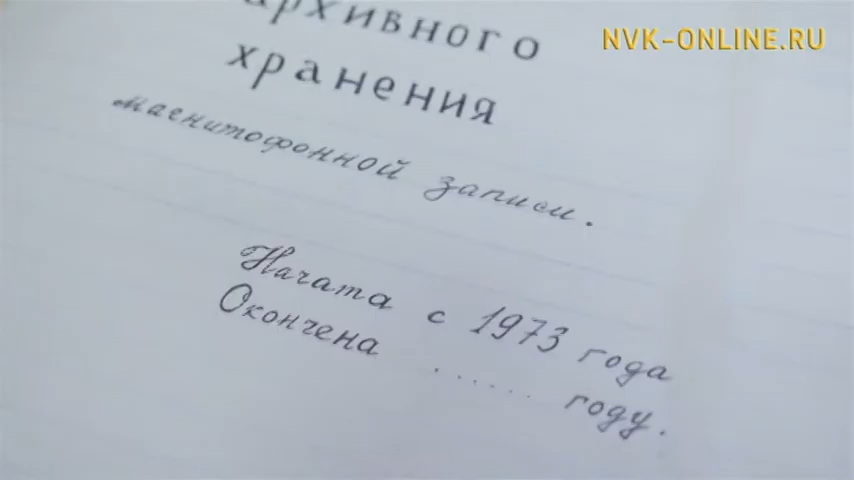 архивного
NVK-ONLINE.RU
хранения
магнитофонной записи.
Начата с 1973 года
Окончена ...... году.